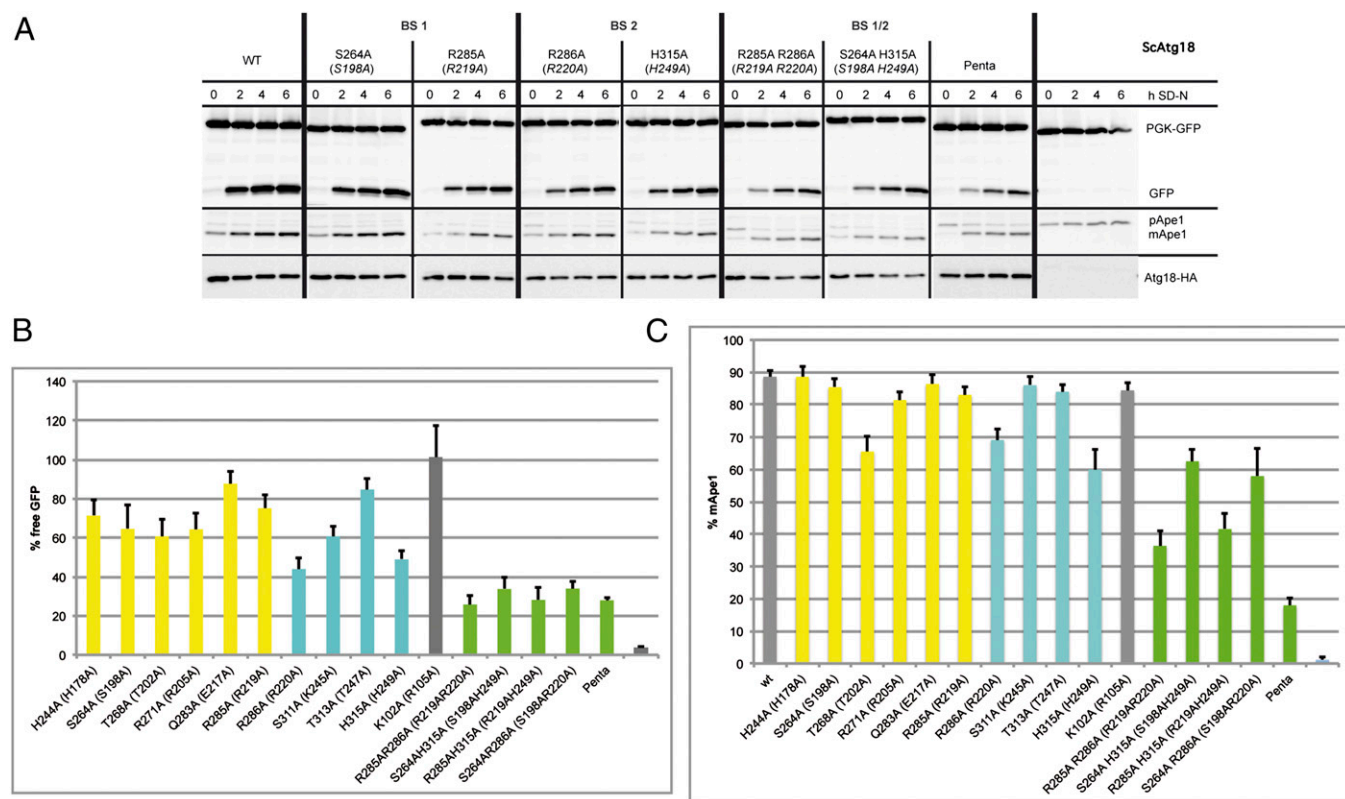 A
BS 1
BS 2
BS 1/2
ScAtg18
WT
S264A
(S198A)
R285A
(R219A)
R286A
(R220A)
H315A
(H249A)
R285A R286A
(R219A R220A)
S264A H315A
(S198A H249A)
Penta
0 2 4 6 0 2 4 6 0 2 4 6 0 2 4 6 0 2 4 6 0 2 4 6 0 2 4 6 0 2 4 6 0 2 4 6 h SD-N
PGK-GFP
GFP
pApe1
mApe1
Atg18-HA
B
% free GFP
140
120
100
80
60
40
20
0
H244A (H178A)
S264A (S198A)
T268A (T202A)
R271A (R205A)
Q283A (E217A)
R285A (R219A)
R286A (R220A)
S311A (K245A)
T313A (T247A)
H315A (H249A)
K102A (R105A)
R285AR286A (R219AR220A)
S264AH315A (S198AH249A)
R285AH315A (R219AH249A)
S264AR286A (S198AR220A)
Penta
C
% mApe1
100
90
80
70
60
50
40
30
20
10
0
wt
H244A (H178A)
S264A (S198A)
T268A (T202A)
R271A (R205A)
Q283A (E217A)
R285A (R219A)
R286A (R220A)
S311A (K245A)
T313A (T247A)
H315A (H249A)
K102A (R105A)
R285A R286A (R219AR220A)
S264A H315A (S198AH249A)
R285A H315A (R219AH249A)
S264A R286A (S198AR220A)
Penta